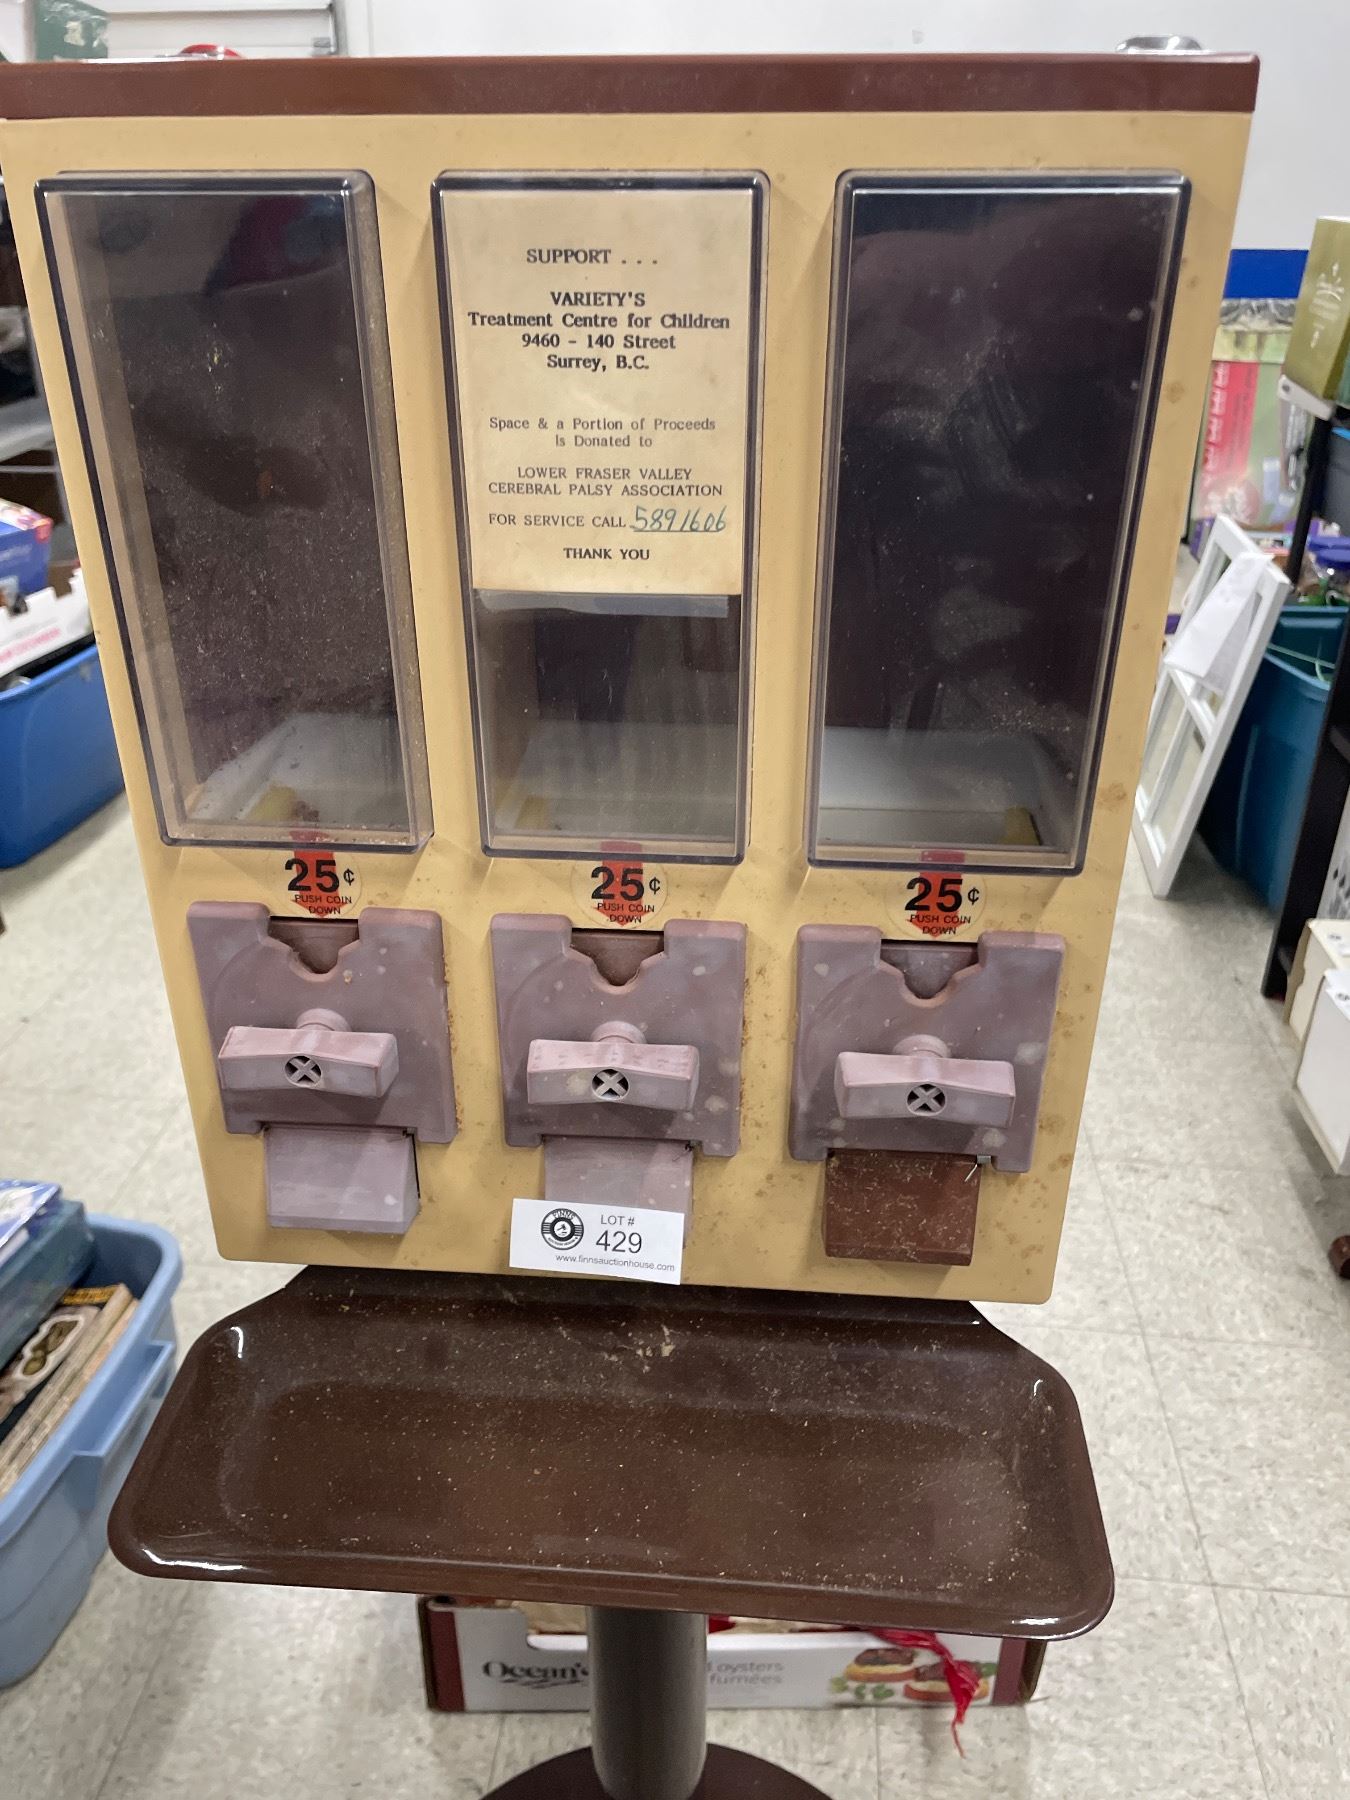 SUPPORT . . .
VARIETY'S
Treatment Centre for Children
9460 - 140 Street
Surrey, B.C.
Space & a Portion of Proceeds
is Donated to
LOWER FRASER VALLEY
CEREBRAL PALSY ASSOCIATION
FOR SERVICE CALL 5891606
THANK YOU
25¢
PUSH COIN
DOWN
25¢
PUSH COIN
DOWN
25¢
PUSH COIN
DOWN
FINN'S
LOT #
429
www.finnsauctionhouse.com
Ocean's
oysters
fumées